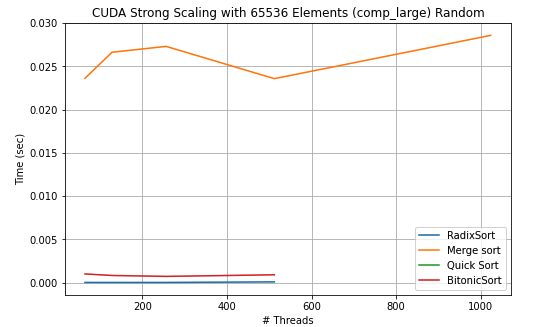 CUDA Strong Scaling with 65536 Elements (comp_large) Random
0.030
0.025
0.020
0.015
0.010
0.005
0.000
Time (sec)
200
400
600
800
1000
# Threads
RadixSort
Merge sort
Quick Sort
BitonicSort